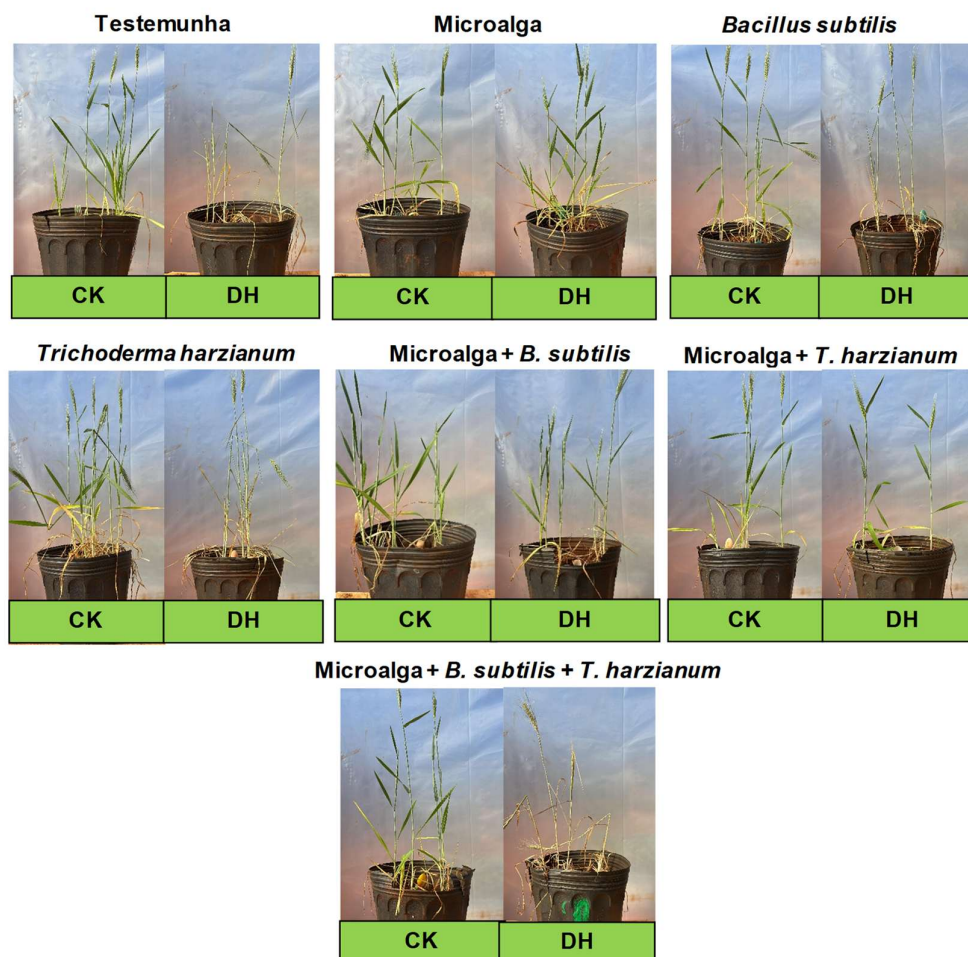 Testemunha
Microalga
Bacillus subtilis
CK
DH
CK
DH
CK
DH
Trichoderma harzianum
Microalga + B. subtilis
Microalga + T. harzianum
CK
DH
CK
DH
CK
DH
Microalga + B. subtilis + T. harzianum
CK
DH